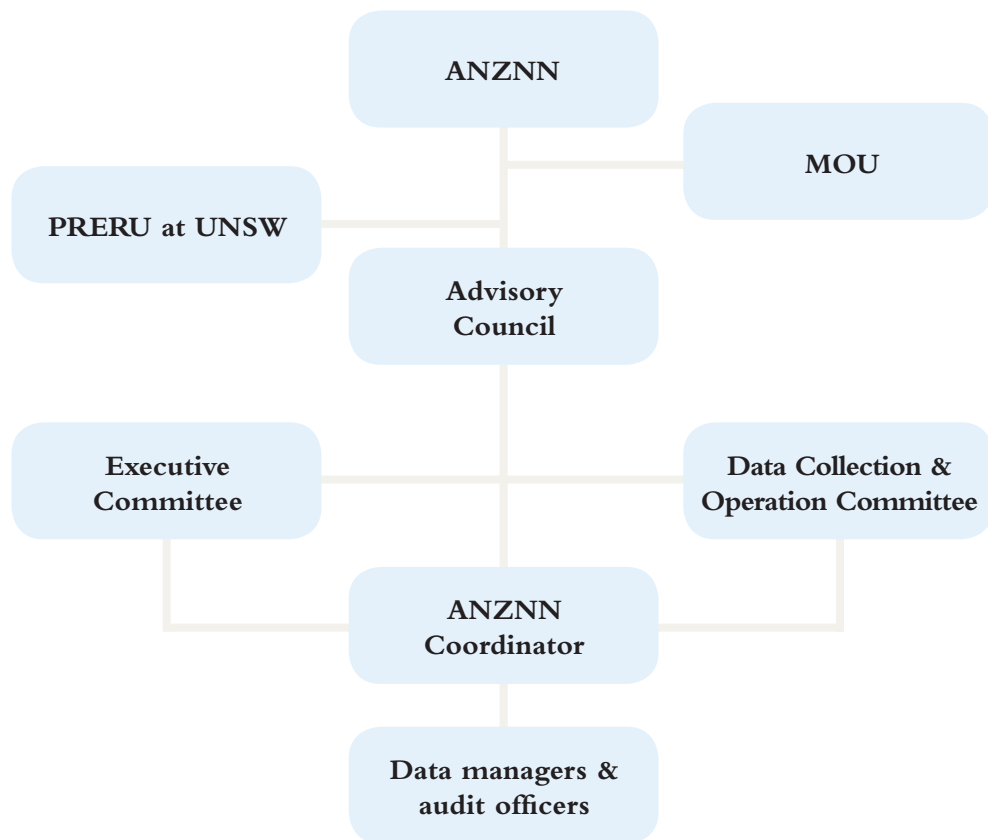 ANZNN
MOU
PRERU at UNSW
Advisory
Council
Executive
Committee
Data Collection &
Operation Committee
ANZNN
Coordinator
Data managers &
audit officers